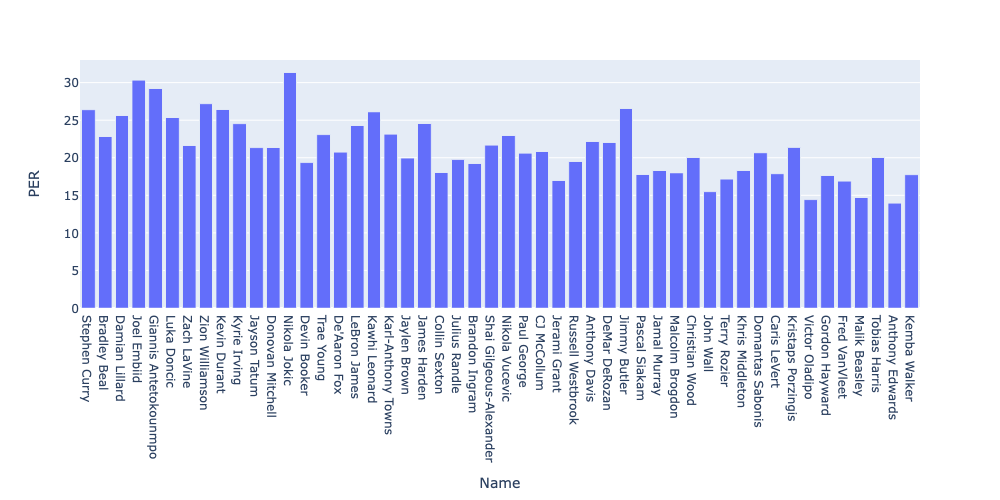 PER
30
25
20
15
10
5
0
Stephen Curry
Bradley Beal
Damian Lillard
Joel Embiid
Giannis Antetokounmpo
Luka Doncic
Zach LaVine
Zion Williamson
Kevin Durant
Kyrie Irving
Jayson Tatum
Donovan Mitchell
Nikola Jokic
Devin Booker
Trae Young
De'Aaron Fox
LeBron James
Kawhi Leonard
Karl-Anthony Towns
Jaylen Brown
James Harden
Collin Sexton
Julius Randle
Brandon Ingram
Shai Gilgeous-Alexander
Nikola Vucevic
Paul George
CJ McCollum
Jerami Grant
Russell Westbrook
Anthony Davis
DeMar DeRozan
Jimmy Butler
Pascal Siakam
Jamal Murray
Malcolm Brogdon
Christian Wood
John Wall
Terry Rozier
Khris Middleton
Domantas Sabonis
Caris LeVert
Kristaps Porzingis
Victor Oladipo
Gordon Hayward
Fred VanVleet
Malik Beasley
Tobias Harris
Anthony Edwards
Kemba Walker
Name